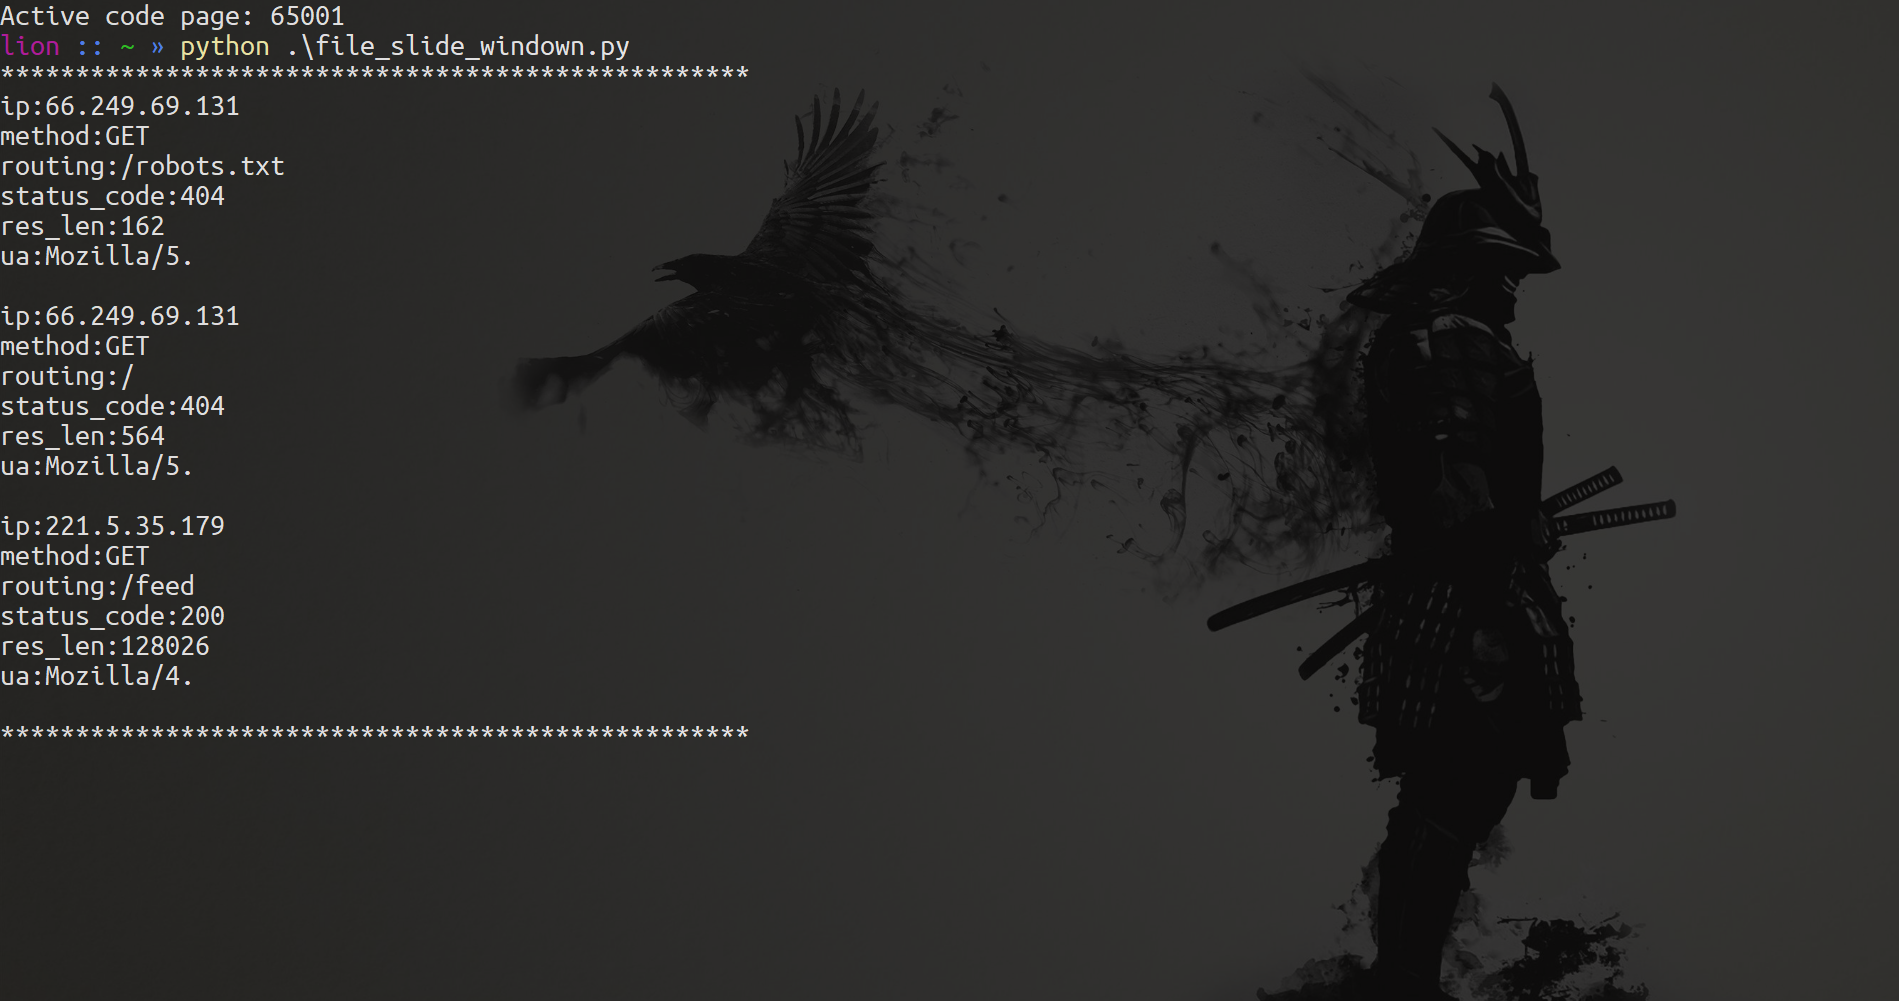 Active code page: 65001
lion :: ~ » python .\file_slide_windown.py
**************************************************
ip:66.249.69.131
method:GET
routing:/robots.txt
status_code:404
res_len:162
ua:Mozilla/5.

ip:66.249.69.131
method:GET
routing:/
status_code:404
res_len:564
ua:Mozilla/5.

ip:221.5.35.179
method:GET
routing:/feed
status_code:200
res_len:128026
ua:Mozilla/4.

**************************************************